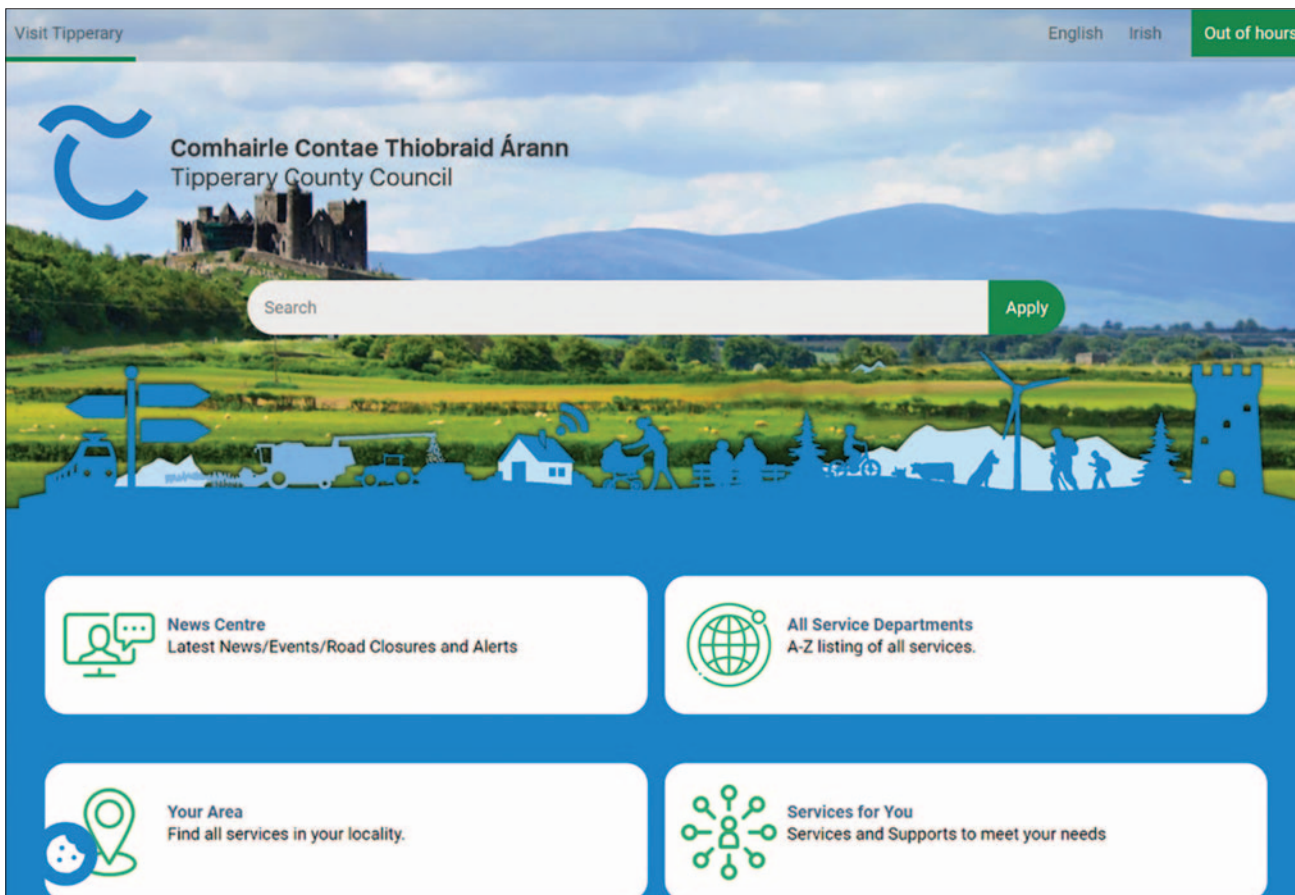 Visit Tipperary
English
Irish
Out of hours
Comhairle Contae Thiobraid Árann
Tipperary County Council
Search
Apply
News Centre
Latest News/Events/Road Closures and Alerts
All Service Departments
A-Z listing of all services.
Your Area
Find all services in your locality.
Services for You
Services and Supports to meet your needs